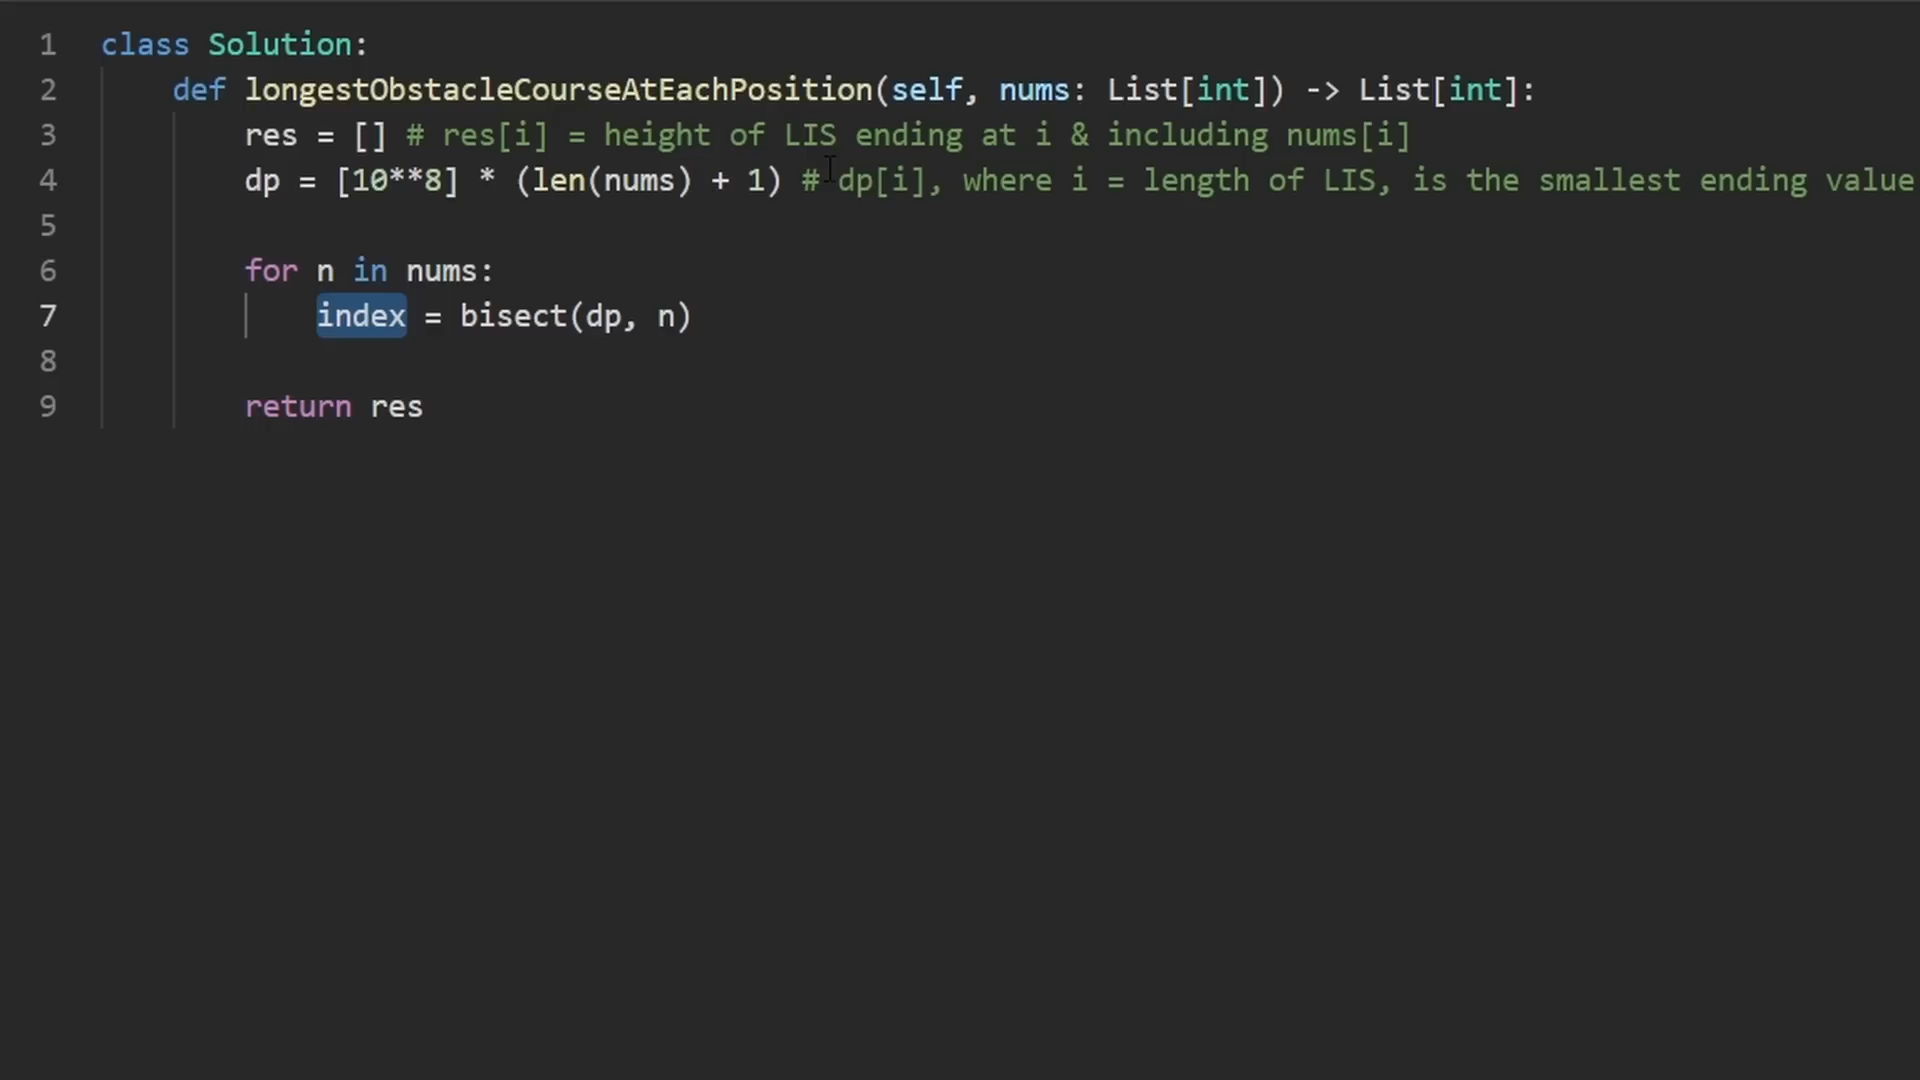 1 class Solution:
2 def longestObstacleCourseAtEachPosition(self, nums: List[int]) -> List[int]:
3 res = [] # res[i] = height of LIS ending at i & including nums[i]
4 dp = [10**8] * (len(nums) + 1) # dp[i], where i = length of LIS, is the smallest ending value
5
6 for n in nums:
7 index = bisect(dp, n)
8
9 return res